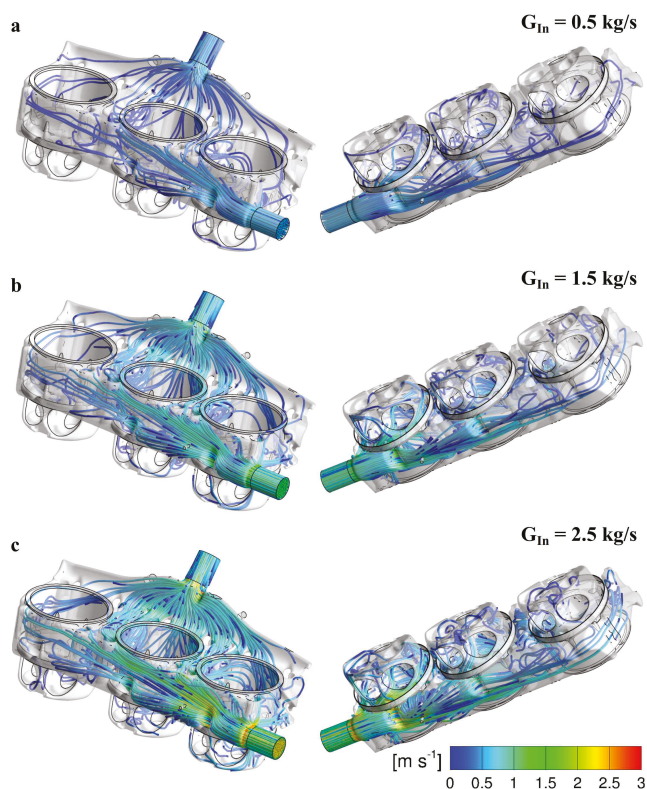 a
G_In = 0.5 kg/s
b
G_In = 1.5 kg/s
c
G_In = 2.5 kg/s
[m s⁻¹]
0 0.5 1 1.5 2 2.5 3